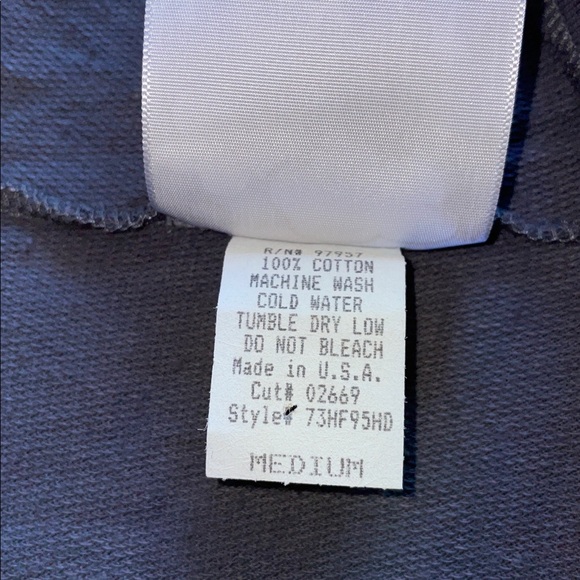 R/N# 97957
100% COTTON
MACHINE WASH
COLD WATER
TUMBLE DRY LOW
DO NOT BLEACH
Made in U.S.A.
Cut# 02669
Style# 73HF95HD
MEDIUM